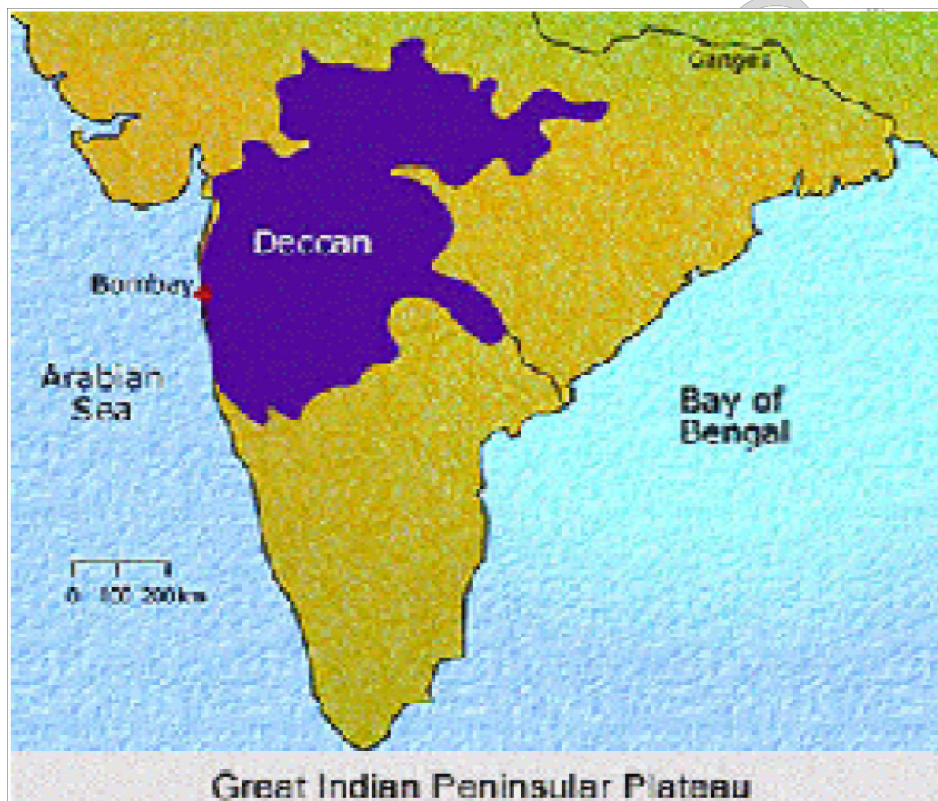 Ganges
Deccan
Bombay
Arabian
Sea
Bay of
Bengal
0 100 200 km
Great Indian Peninsular Plateau